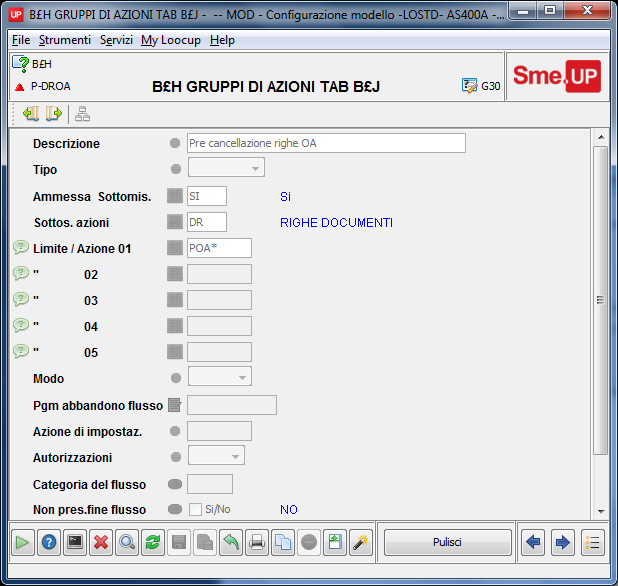 UP B£H GRUPPI DI AZIONI TAB B£J - -- MOD - Configurazione modello -LOSTD- AS400A -...
File Strumenti Servizi My Loocup Help
B£H
P-DROA B£H GRUPPI DI AZIONI TAB B£J G30
Sme.UP
Descrizione Pre cancellazione righe OA
Tipo
Ammessa Sottomis. SI Si
Sottos. azioni DR RIGHE DOCUMENTI
Limite / Azione 01 POA*
" 02
" 03
" 04
" 05
Modo
Pgm abbandono flusso
Azione di impostaz.
Autorizzazioni
Categoria del flusso
Non pres.fine flusso Si/No NO
Pulisci